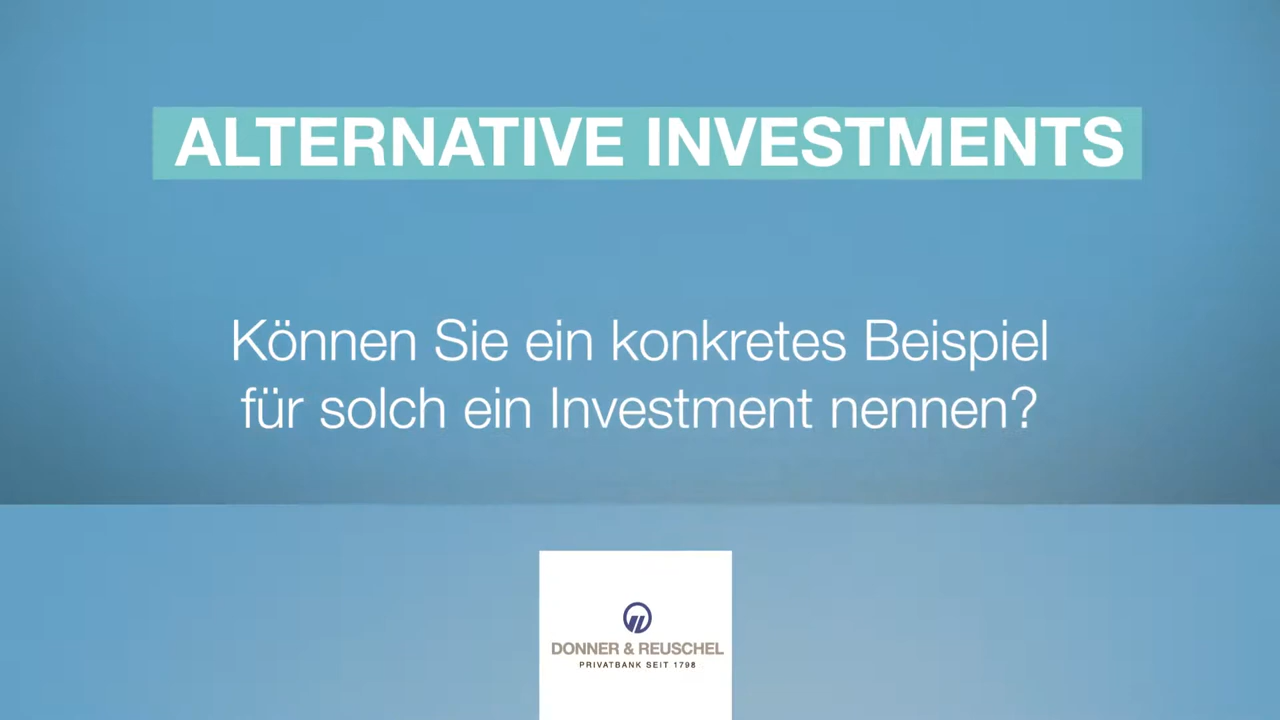 ALTERNATIVE INVESTMENTS
Können Sie ein konkretes Beispiel
für solch ein Investment nennen?
DONNER & REUSCHEL
PRIVATBANK SEIT 1798